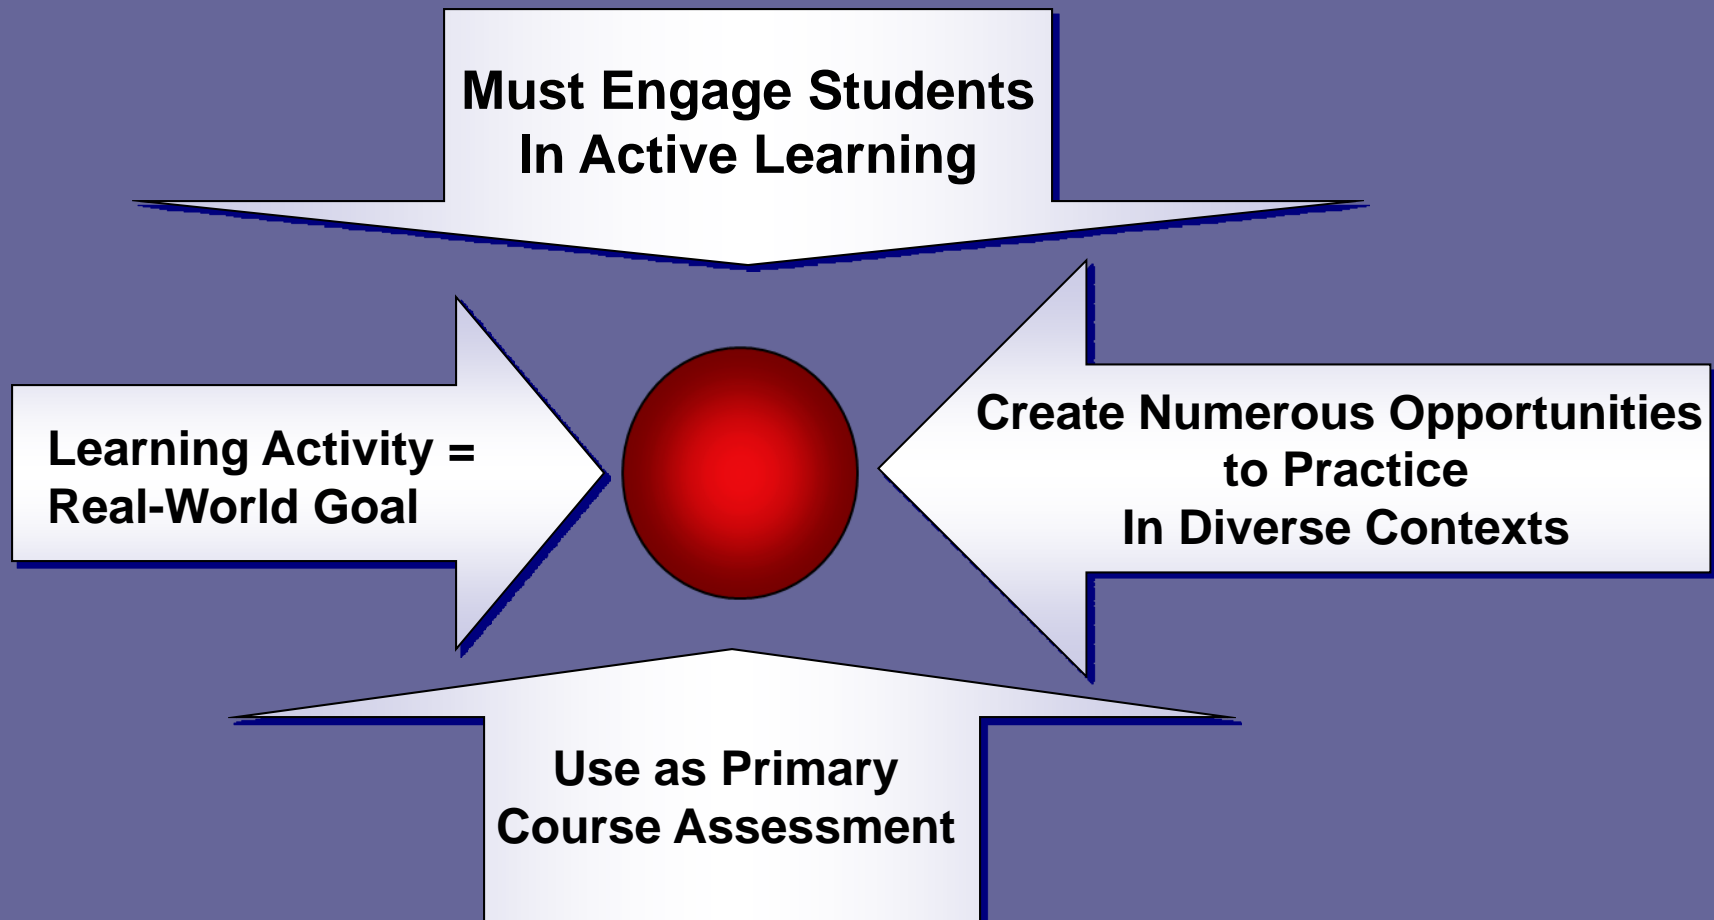 Must Engage Students
In Active Learning
Learning Activity =
Real-World Goal
Create Numerous Opportunities
to Practice
In Diverse Contexts
Use as Primary
Course Assessment